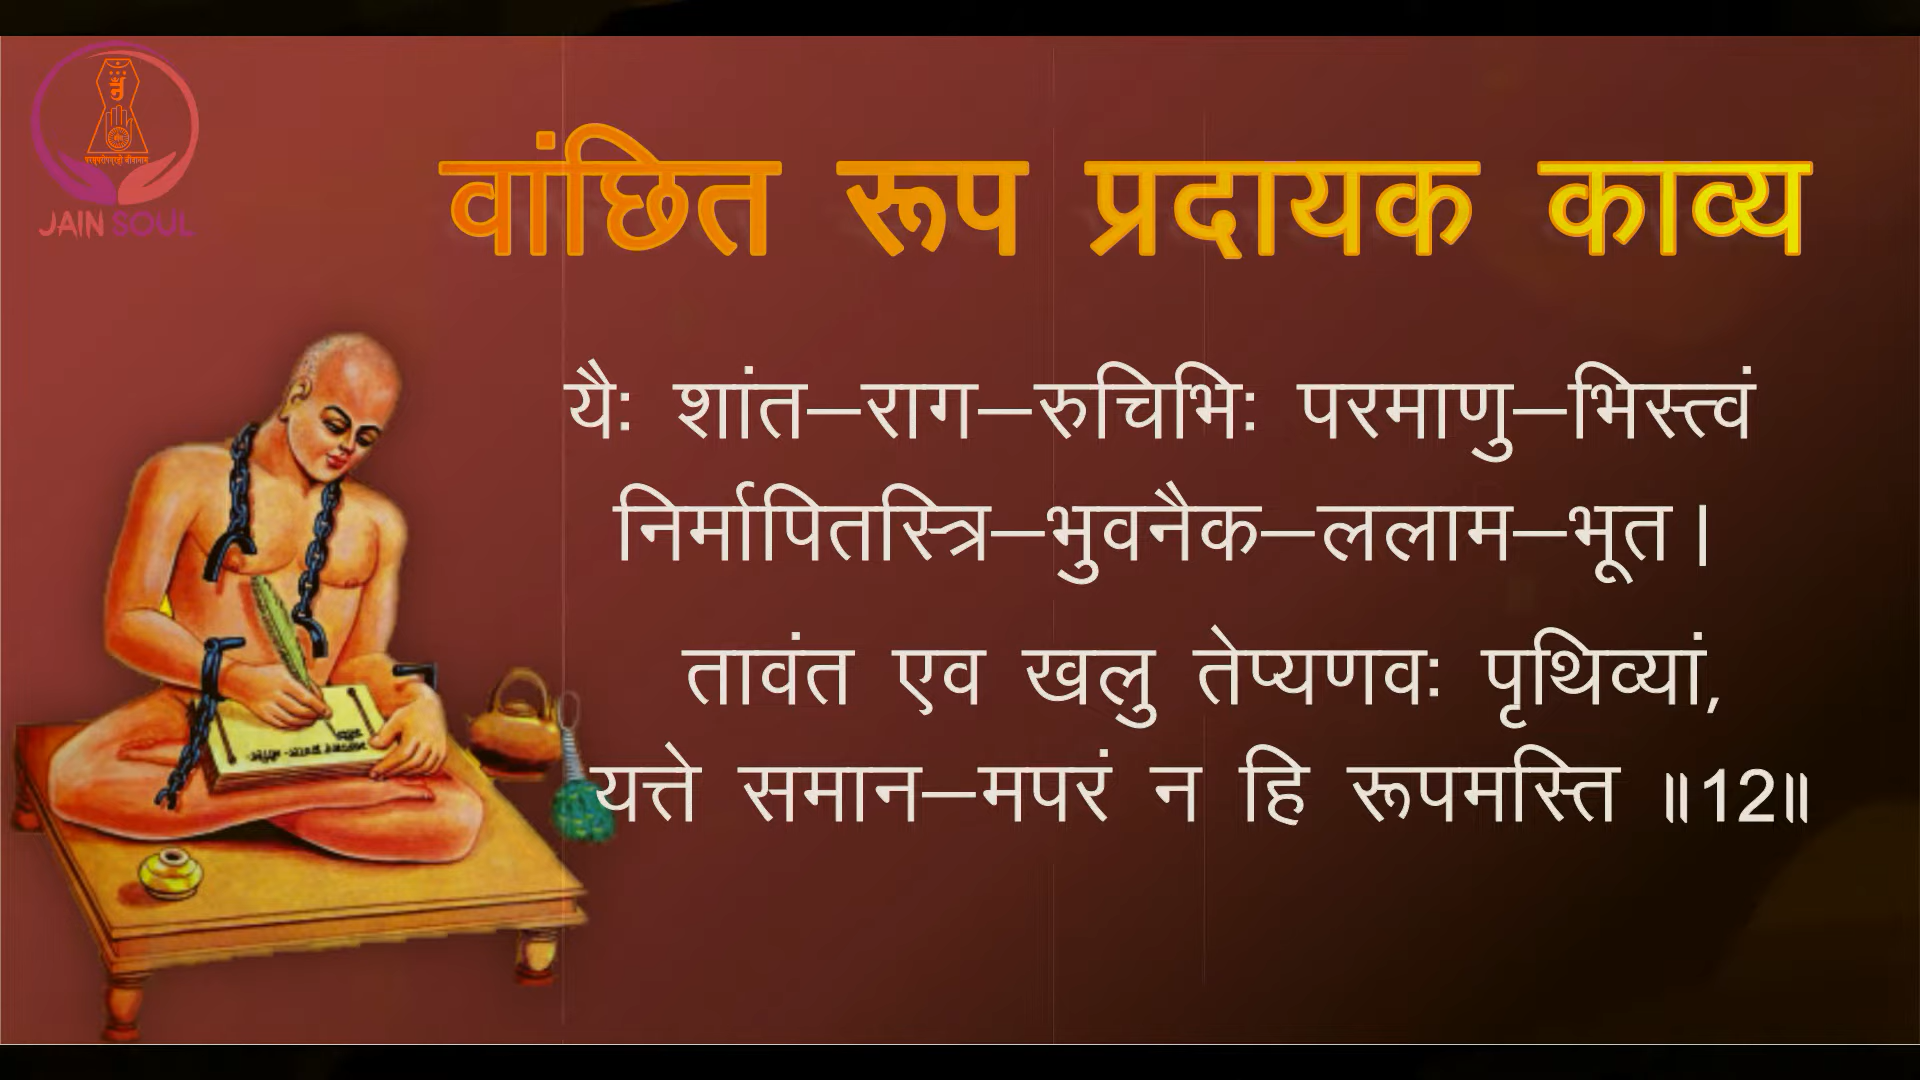 JAIN SOUL
वांछित रूप प्रदायक काव्य
यैः शांत–राग–रुचिभिः परमाणु–भिस्त्वं
निर्मापितस्त्रि–भुवनैक–ललाम–भूत।
तावंत एव खलु तेप्यणवः पृथिव्यां,
यत्ते समान–मपरं न हि रूपमस्ति ॥12॥